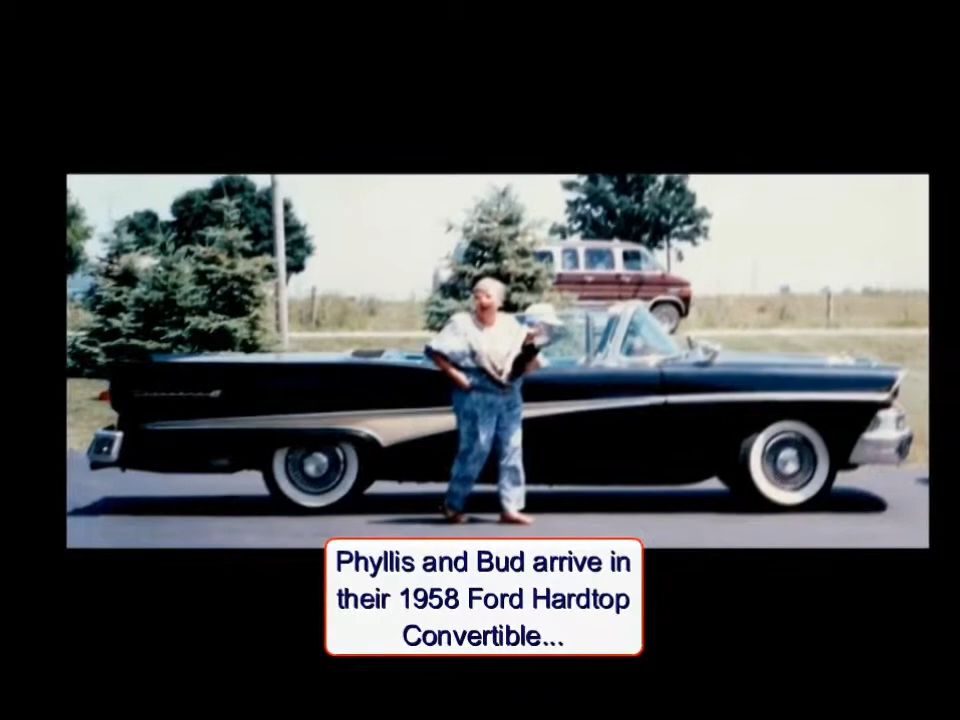 Phyllis and Bud arrive in
their 1958 Ford Hardtop
Convertible...